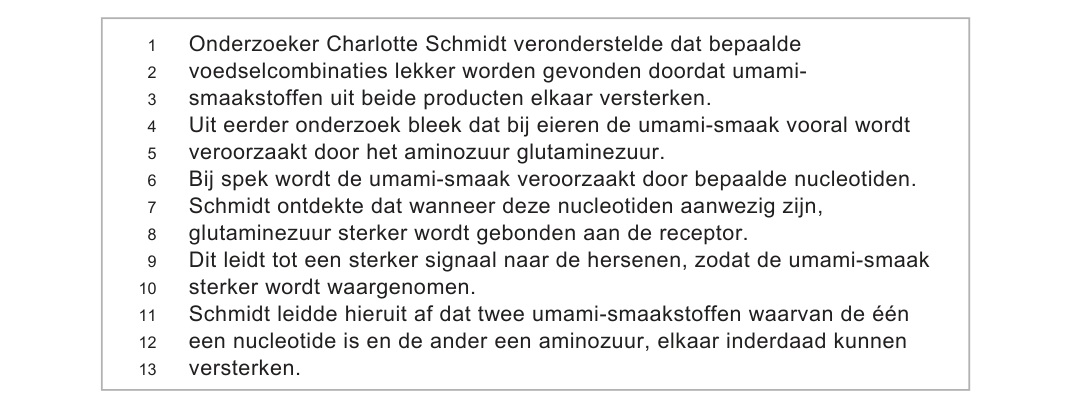 1 Onderzoeker Charlotte Schmidt veronderstelde dat bepaalde
2 voedselcombinaties lekker worden gevonden doordat umami-
3 smaakstoffen uit beide producten elkaar versterken.
4 Uit eerder onderzoek bleek dat bij eieren de umami-smaak vooral wordt
5 veroorzaakt door het aminozuur glutaminezuur.
6 Bij spek wordt de umami-smaak veroorzaakt door bepaalde nucleotiden.
7 Schmidt ontdekte dat wanneer deze nucleotiden aanwezig zijn,
8 glutaminezuur sterker wordt gebonden aan de receptor.
9 Dit leidt tot een sterker signaal naar de hersenen, zodat de umami-smaak
10 sterker wordt waargenomen.
11 Schmidt leidde hieruit af dat twee umami-smaakstoffen waarvan de één
12 een nucleotide is en de ander een aminozuur, elkaar inderdaad kunnen
13 versterken.